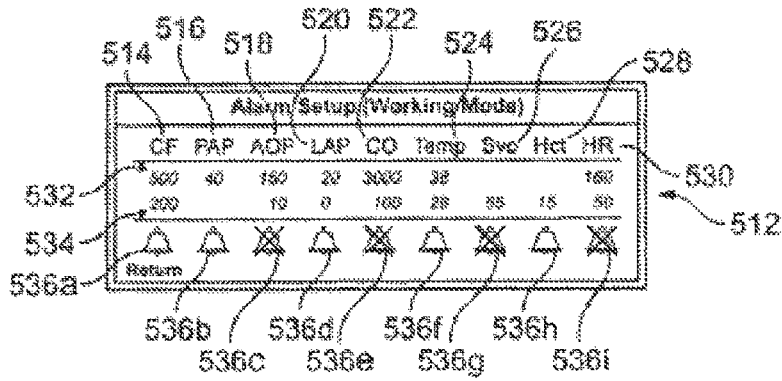 516 518 520 522
514 524 526 528
Alarm Setup (Working Mode)
CF PAP AOP LAP CO Temp Svo Hct HR
530
532
500 40 150 20 3000 38 160
512
534
200 10 0 100 28 65 15 50
536a
Return
536b 536d 536f 536h
536c 536e 536g 536i